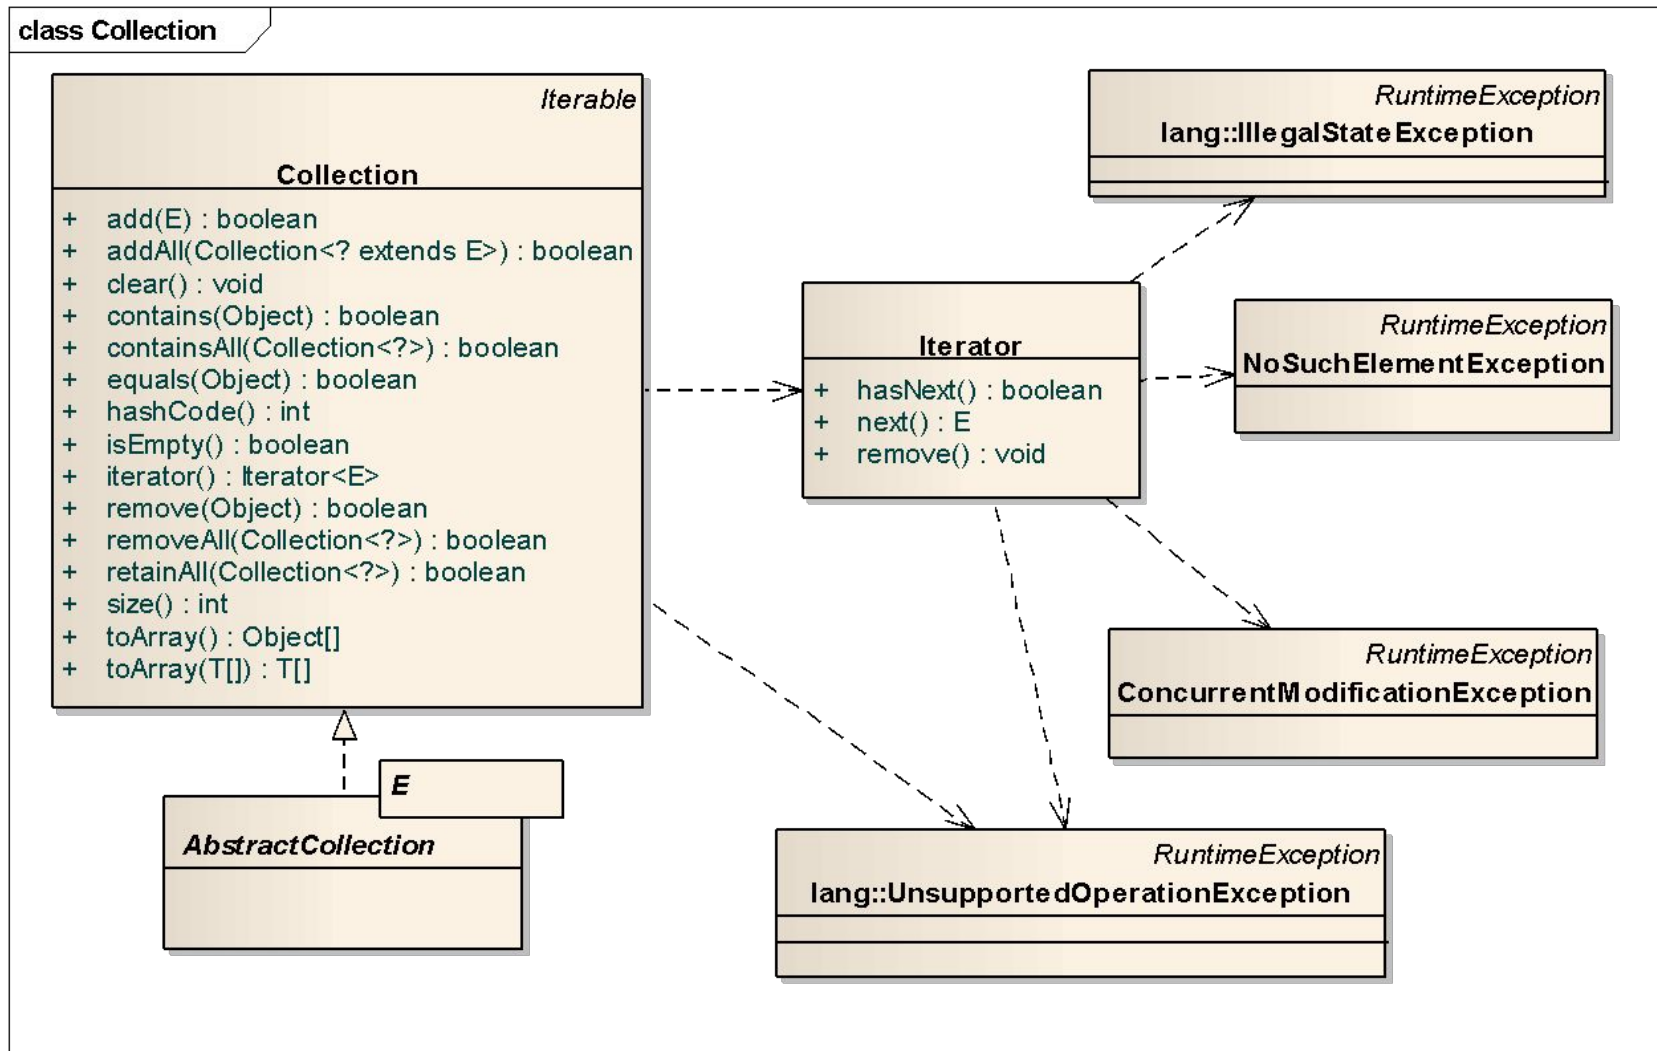 class Collection
Iterable
Collection
+ add(E) : boolean
+ addAll(Collection<? extends E>) : boolean
+ clear() : void
+ contains(Object) : boolean
+ containsAll(Collection<?>) : boolean
+ equals(Object) : boolean
+ hashCode() : int
+ isEmpty() : boolean
+ iterator() : Iterator<E>
+ remove(Object) : boolean
+ removeAll(Collection<?>) : boolean
+ retainAll(Collection<?>) : boolean
+ size() : int
+ toArray() : Object[]
+ toArray(T[]) : T[]
E
AbstractCollection
Iterator
+ hasNext() : boolean
+ next() : E
+ remove() : void
RuntimeException
lang::IllegalStateException
RuntimeException
NoSuchElementException
RuntimeException
ConcurrentModificationException
RuntimeException
lang::UnsupportedOperationException